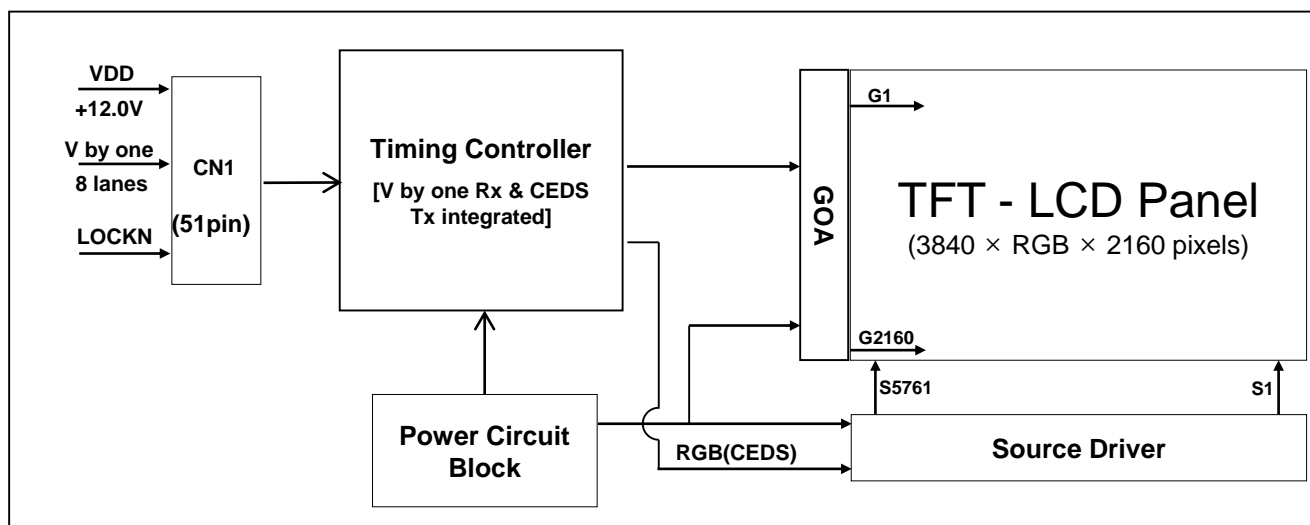 VDD
+12.0V
V by one
8 lanes
LOCKN
CN1
(51pin)
Timing Controller
[V by one Rx & CEDS
Tx integrated]
Power Circuit
Block
RGB(CEDS)
GOA
G1
TFT - LCD Panel
(3840 × RGB × 2160 pixels)
G2160
S5761
S1
Source Driver